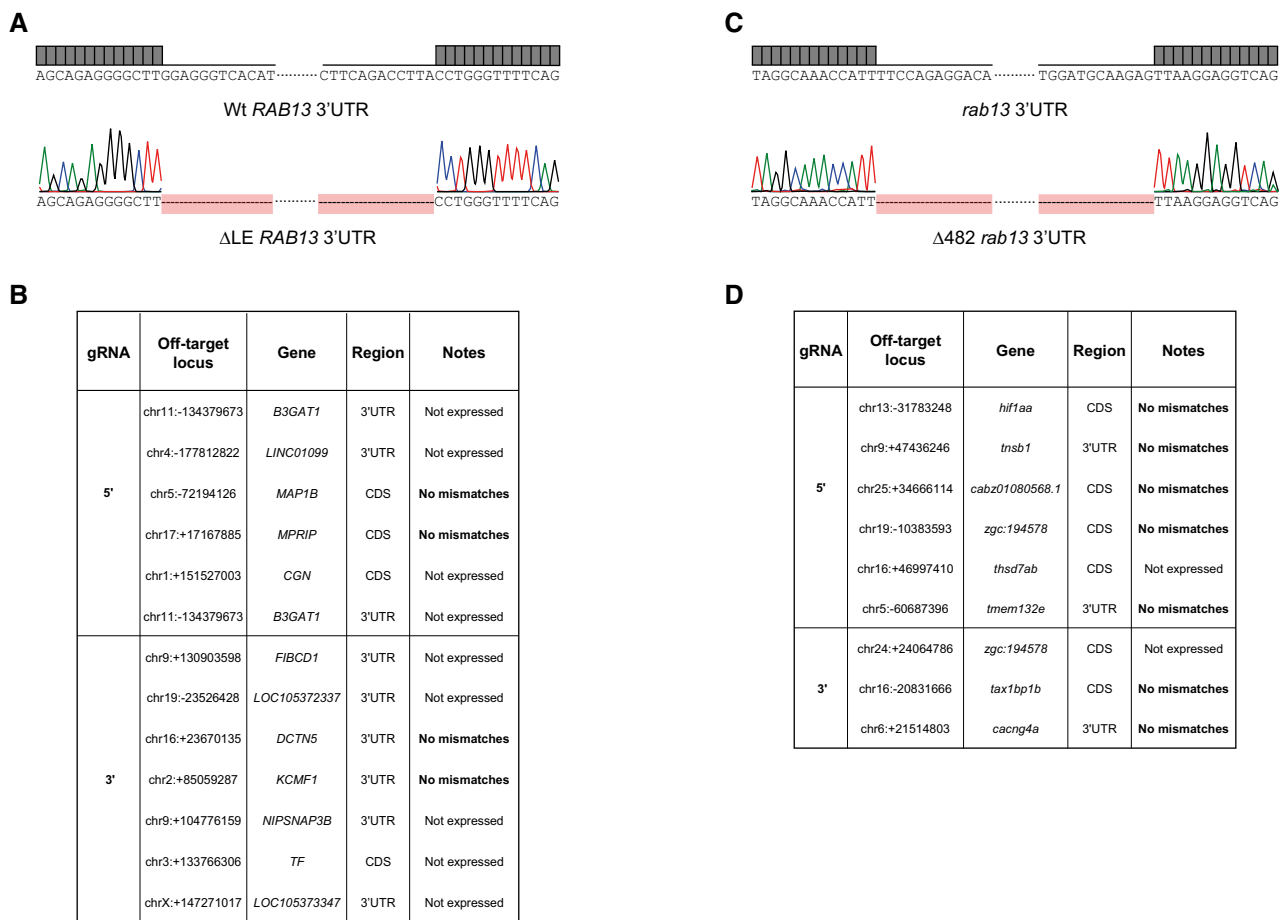 A
AGCAGAGGGGCTTGGAGGGTCACAT·········CTTCAGACCTTACCTGGGTTTTCAG
Wt RAB13 3'UTR
AGCAGAGGGGCTT-------------·········-------------CCTGGGTTTTCAG
ΔLE RAB13 3'UTR
B
gRNA Off-target locus Gene Region Notes
5'
chr11:-134379673 B3GAT1 3'UTR Not expressed
chr4:-177812822 LINC01099 3'UTR Not expressed
chr5:-72194126 MAP1B CDS No mismatches
chr17:+17167885 MPRIP CDS No mismatches
chr1:+151527003 CGN CDS Not expressed
chr11:-134379673 B3GAT1 3'UTR Not expressed
3'
chr9:+130903598 FIBCD1 3'UTR Not expressed
chr19:-23526428 LOC105372337 3'UTR Not expressed
chr16:+23670135 DCTN5 3'UTR No mismatches
chr2:+85059287 KCMF1 3'UTR No mismatches
chr9:+104776159 NIPSNAP3B 3'UTR Not expressed
chr3:+133766306 TF CDS Not expressed
chrX:+147271017 LOC105373347 3'UTR Not expressed
C
TAGGCAAACCATTTTCCAGAGGACA·········TGGATGCAAGAGTTAAGGAGGTCAG
rab13 3'UTR
TAGGCAAACCATT-------------·········-------------TTAAGGAGGTCAG
Δ482 rab13 3'UTR
D
gRNA Off-target locus Gene Region Notes
5'
chr13:-31783248 hif1aa CDS No mismatches
chr9:+47436246 tnsb1 3'UTR No mismatches
chr25:+34666114 cabz01080568.1 CDS No mismatches
chr19:-10383593 zgc:194578 CDS No mismatches
chr16:+46997410 thsd7ab CDS Not expressed
chr5:-60687396 tmem132e 3'UTR No mismatches
3'
chr24:+24064786 zgc:194578 CDS Not expressed
chr16:-20831666 tax1bp1b CDS No mismatches
chr6:+21514803 cacng4a 3'UTR No mismatches